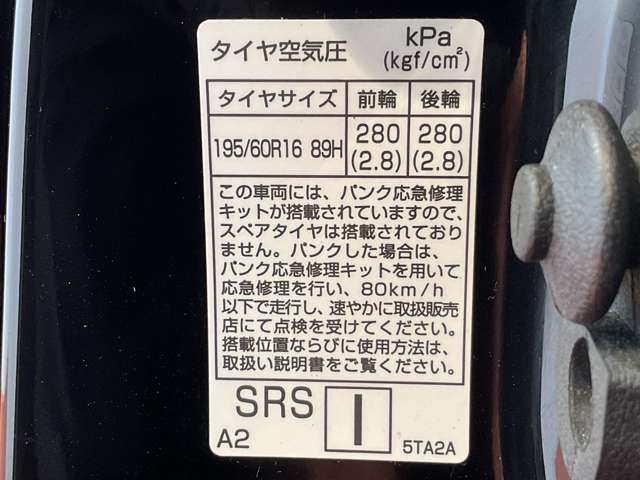 タイヤ空気圧 kPa
(kgf/cm²)
タイヤサイズ 前輪 後輪
195/60R16 89H 280 280
(2.8) (2.8)
この車両には、パンク応急修理
キットが搭載されていますので、
スペアタイヤは搭載されており
ません。パンクした場合は、
パンク応急修理キットを用いて
応急修理を行い、80km/h
以下で走行し、速やかに取扱販売
店にて点検を受けてください。
搭載位置ならびに使用方法は、
取扱い説明書をご覧ください。
SRS I
A2 5TA2A